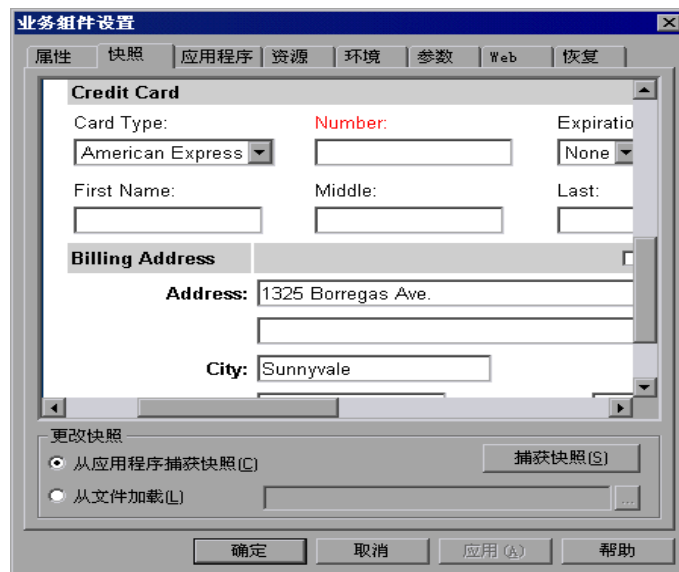 业务组件设置
属性 快照 应用程序 资源 环境 参数 Web 恢复
Credit Card
Card Type: Number: Expiratio
American Express None
First Name: Middle: Last:
Billing Address
Address: 1325 Borregas Ave.
City: Sunnyvale
更改快照
从应用程序捕获快照(C) 捕获快照(S)
从文件加载(L) ...
确定 取消 应用(A) 帮助